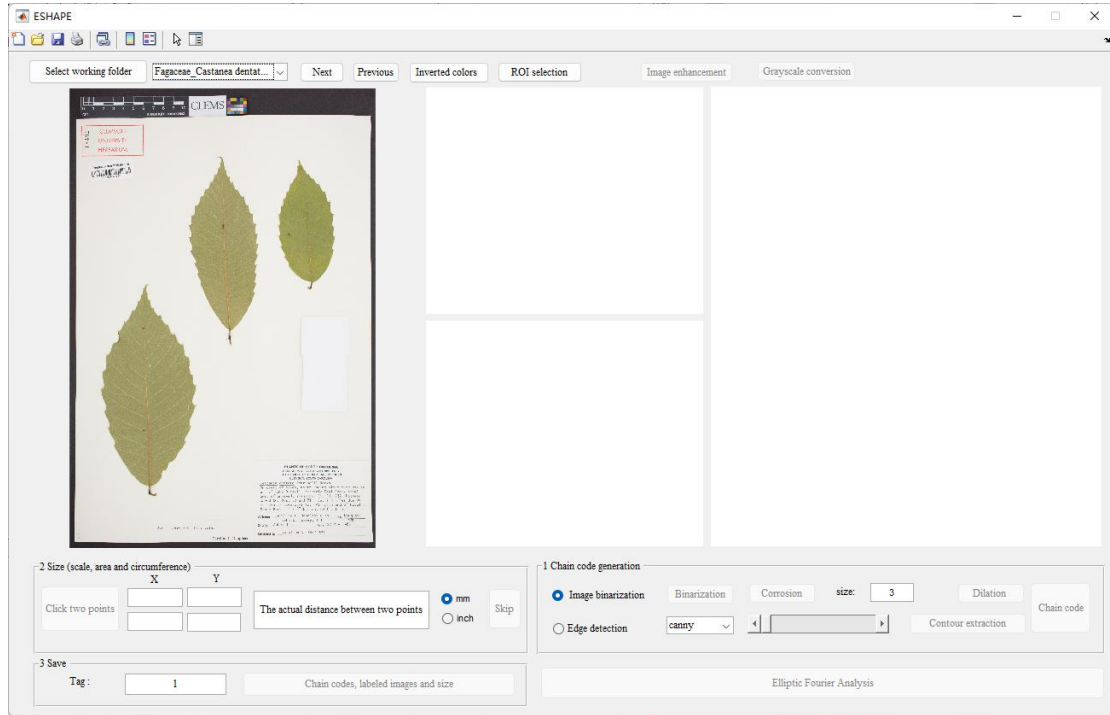 ESHAPE
Select working folder
Fagaceae_Castanea dentat...
Next
Previous
Inverted colors
ROI selection
Image enhancement
Grayscale conversion
CLEMS
CLEMSON
UNIVERSITY
HERBARIUM
2 Size (scale, area and circumference)
X Y
Click two points
The actual distance between two points
mm
inch
Skip
1 Chain code generation
Image binarization
Binarization
Corrosion
size:
3
Dilation
Chain code
Edge detection
canny
Contour extraction
3 Save
Tag :
1
Chain codes, labeled images and size
Elliptic Fourier Analysis